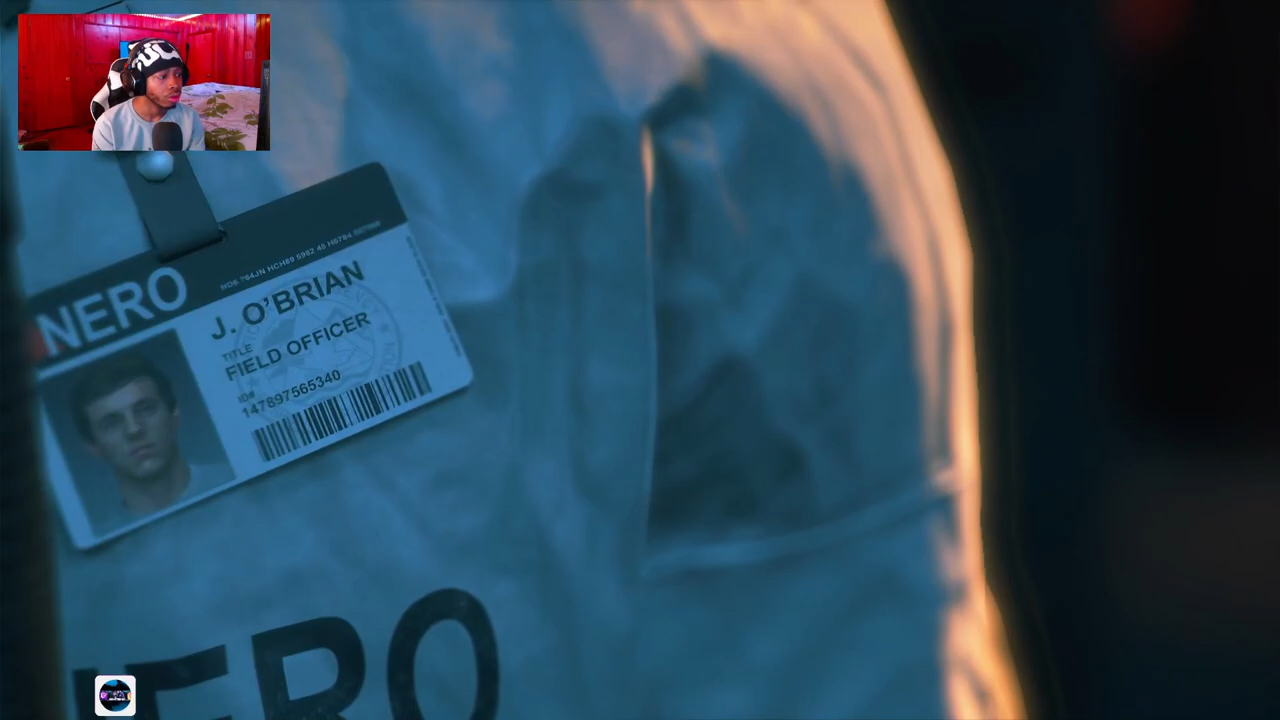 NERO
J. O'BRIAN
TITLE
FIELD OFFICER
ID#
147897565340
ERO